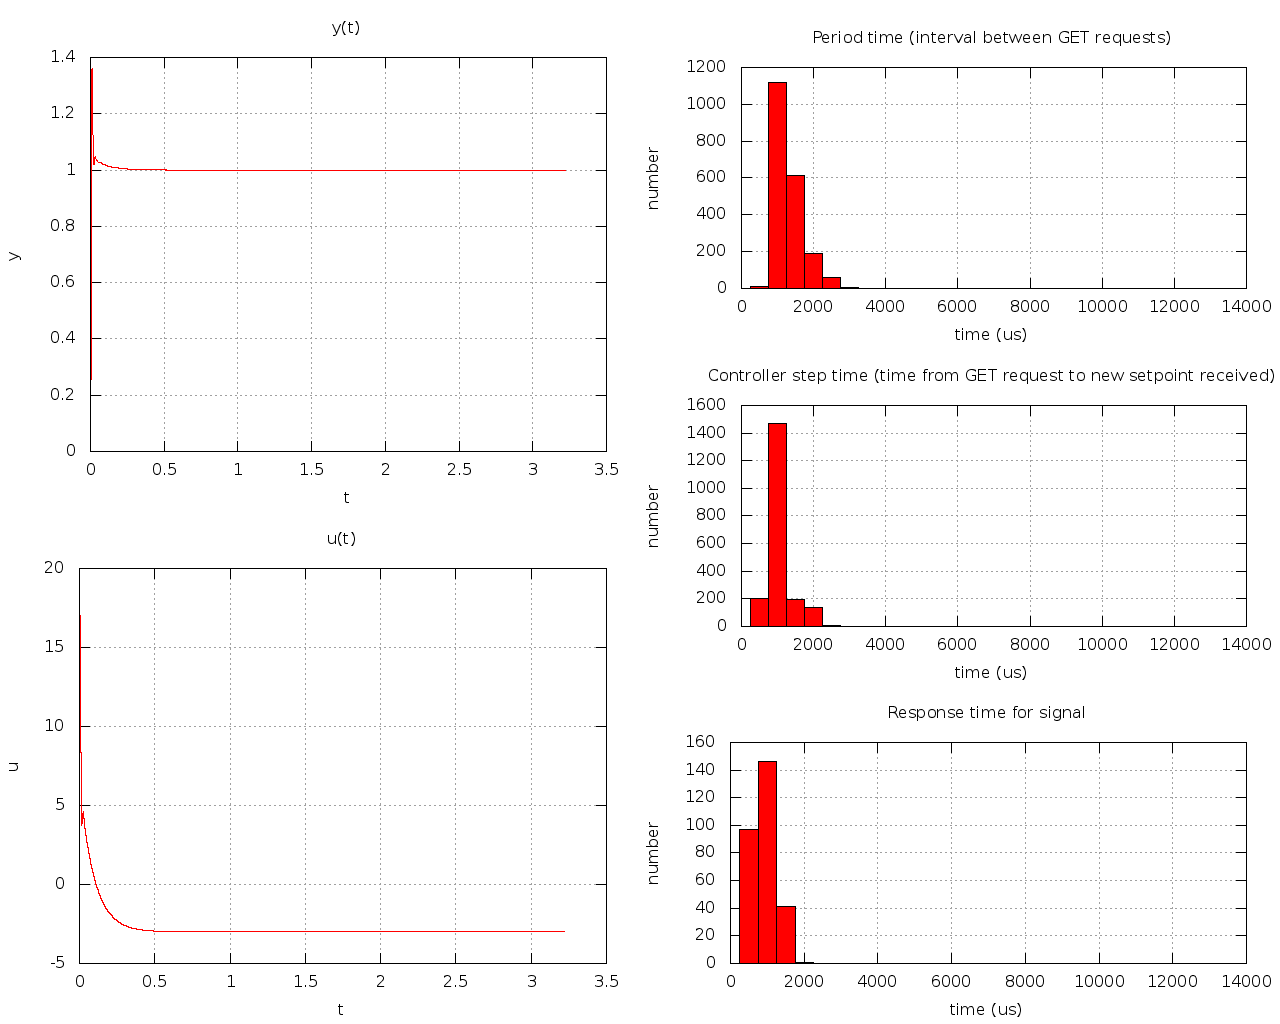 y(t)
1.4
1.2
1
0.8
0.6
0.4
0.2
0
y
0 0.5 1 1.5 2 2.5 3 3.5
t
u(t)
20
15
10
5
0
-5
u
0 0.5 1 1.5 2 2.5 3 3.5
t
Period time (interval between GET requests)
1200
1000
800
600
400
200
0
number
0 2000 4000 6000 8000 10000 12000 14000
time (us)
Controller step time (time from GET request to new setpoint received)
1600
1400
1200
1000
800
600
400
200
0
number
0 2000 4000 6000 8000 10000 12000 14000
time (us)
Response time for signal
160
140
120
100
80
60
40
20
0
number
0 2000 4000 6000 8000 10000 12000 14000
time (us)